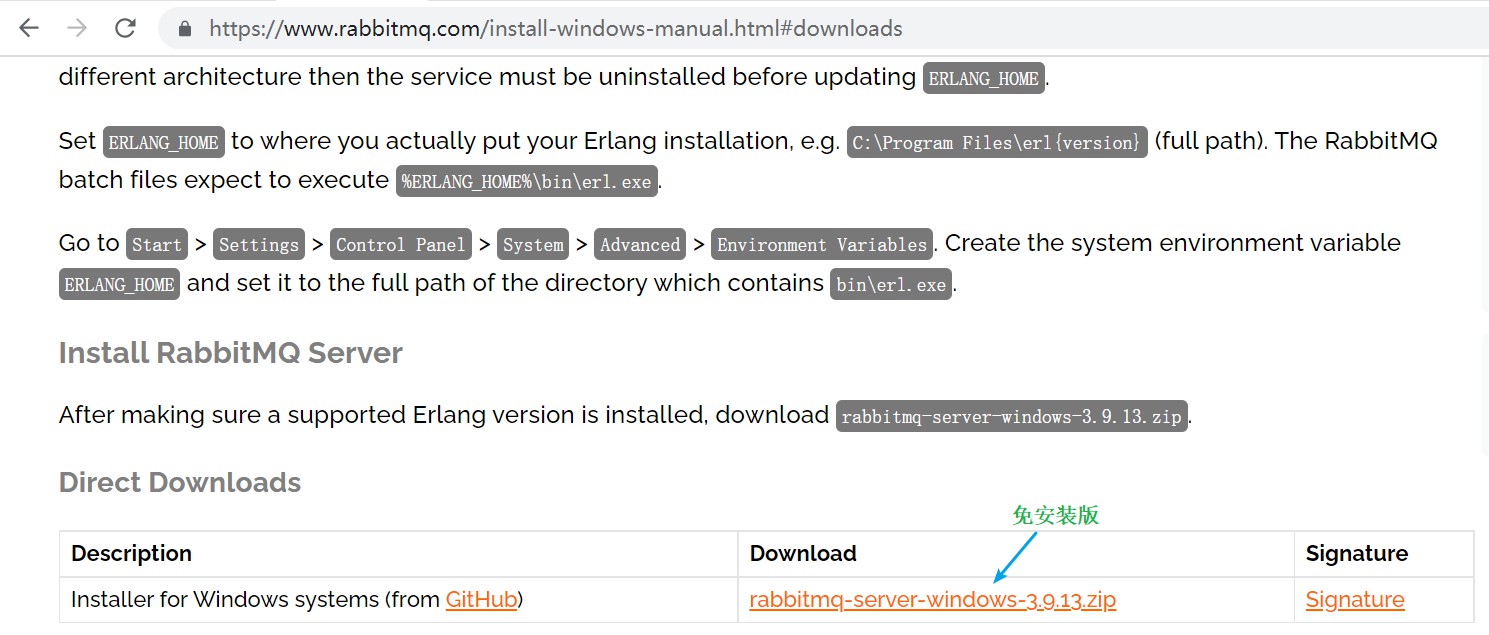 https://www.rabbitmq.com/install-windows-manual.html#downloads
different architecture then the service must be uninstalled before updating ERLANG_HOME.
Set ERLANG_HOME to where you actually put your Erlang installation, e.g. C:\Program Files\erl{version} (full path). The RabbitMQ
batch files expect to execute %ERLANG_HOME%\bin\erl.exe.
Go to Start > Settings > Control Panel > System > Advanced > Environment Variables. Create the system environment variable
ERLANG_HOME and set it to the full path of the directory which contains bin\erl.exe.
Install RabbitMQ Server
After making sure a supported Erlang version is installed, download rabbitmq-server-windows-3.9.13.zip.
Direct Downloads
免安装版
Description Download Signature
Installer for Windows systems (from GitHub) rabbitmq-server-windows-3.9.13.zip Signature